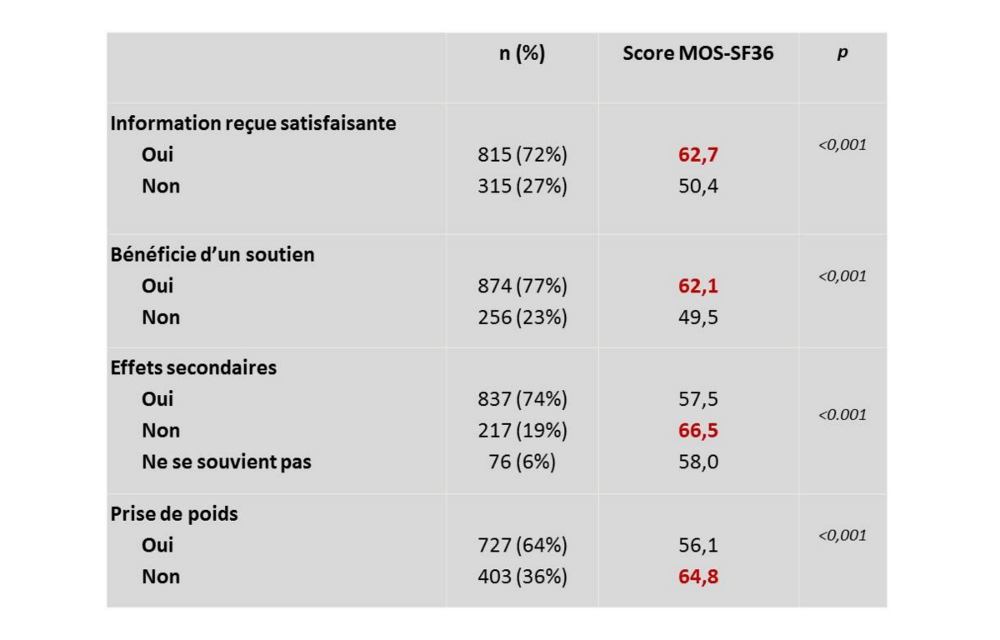 n (%) Score MOS-SF36 p
Information reçue satisfaisante
<0,001
Oui 815 (72%) 62,7
Non 315 (27%) 50,4
Bénéficie d’un soutien
<0,001
Oui 874 (77%) 62,1
Non 256 (23%) 49,5
Effets secondaires
Oui 837 (74%) 57,5
<0.001
Non 217 (19%) 66,5
Ne se souvient pas 76 (6%) 58,0
Prise de poids
<0,001
Oui 727 (64%) 56,1
Non 403 (36%) 64,8